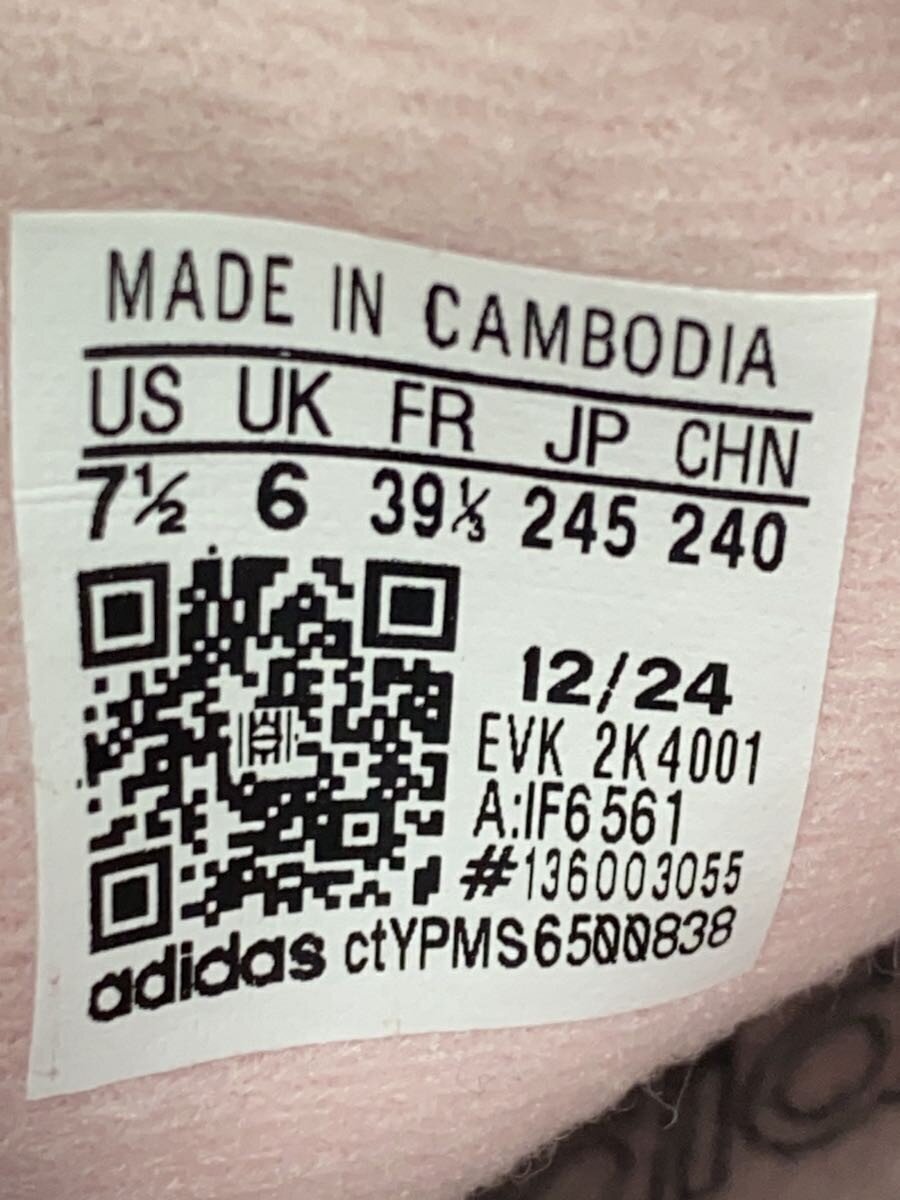 MADE IN CAMBODIA
US UK FR JP CHN
7½ 6 39⅓ 245 240
12/24
EVK 2K4001
A:IF6561
#136003055
adidas ctYPMS6500838